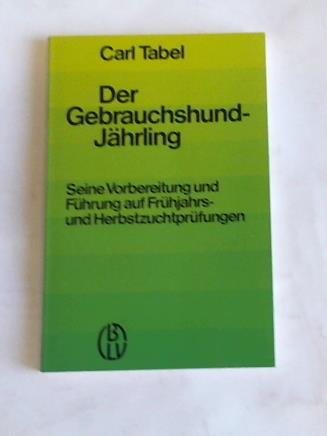 Carl Tabel
Der
Gebrauchshund-
Jährling
Seine Vorbereitung und
Führung auf Frühjahrs-
und Herbstzuchtprüfungen
BLV